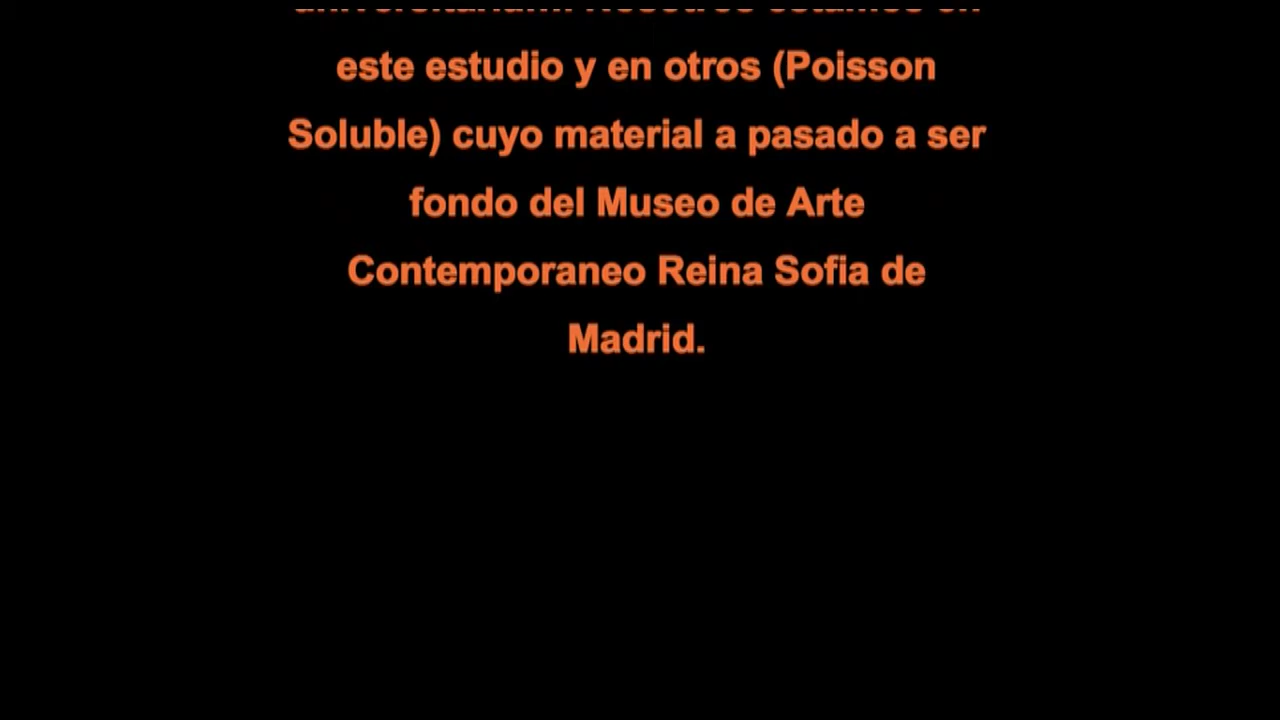 este estudio y en otros (Poisson
Soluble) cuyo material a pasado a ser
fondo del Museo de Arte
Contemporaneo Reina Sofia de
Madrid.